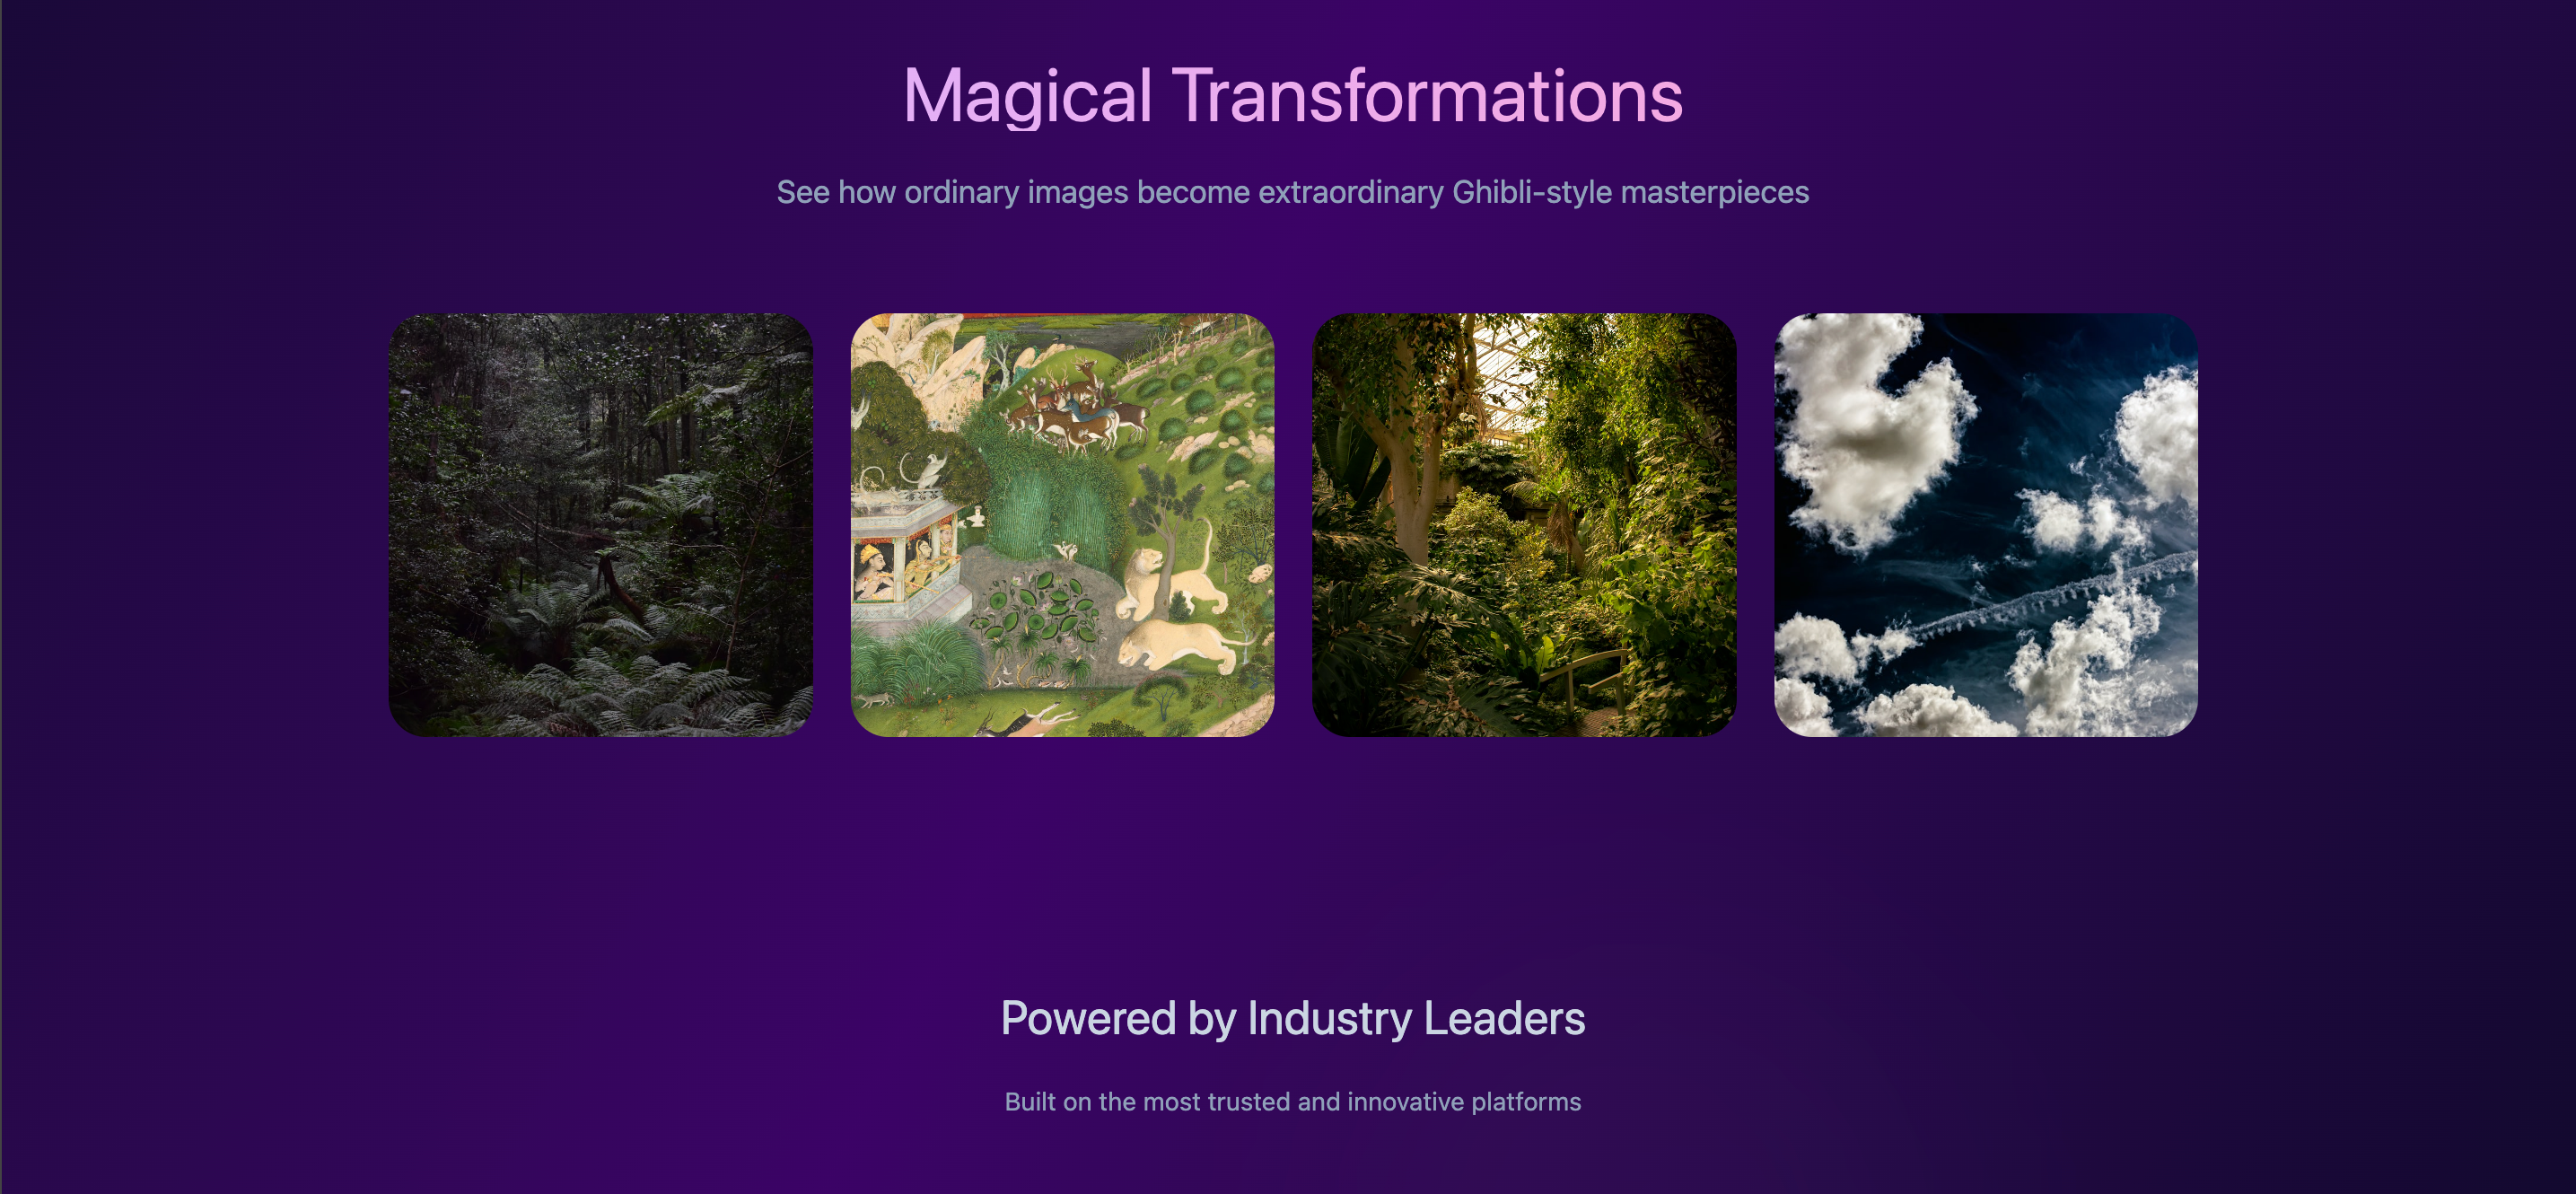 Magical Transformations
See how ordinary images become extraordinary Ghibli-style masterpieces
Powered by Industry Leaders
Built on the most trusted and innovative platforms